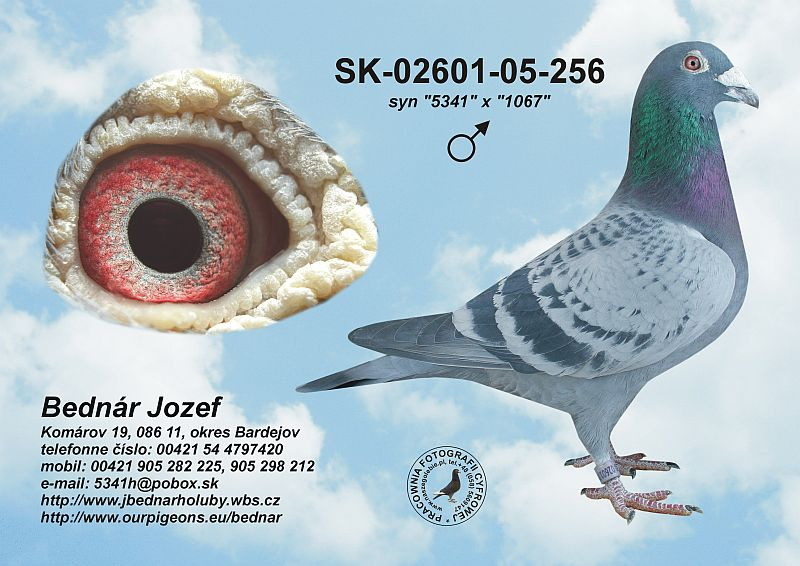 SK-02601-05-256
syn "5341" x "1067"
Bednár Jozef
Komárov 19, 086 11, okres Bardejov
telefonne číslo: 00421 54 4797420
mobil: 00421 905 282 225, 905 298 212
e-mail: 5341h@pobox.sk
http://www.jbednarholuby.wbs.cz
http://www.ourpigeons.eu/bednar
PRACOWNIA FOTOGRAFII CYFROWEJ